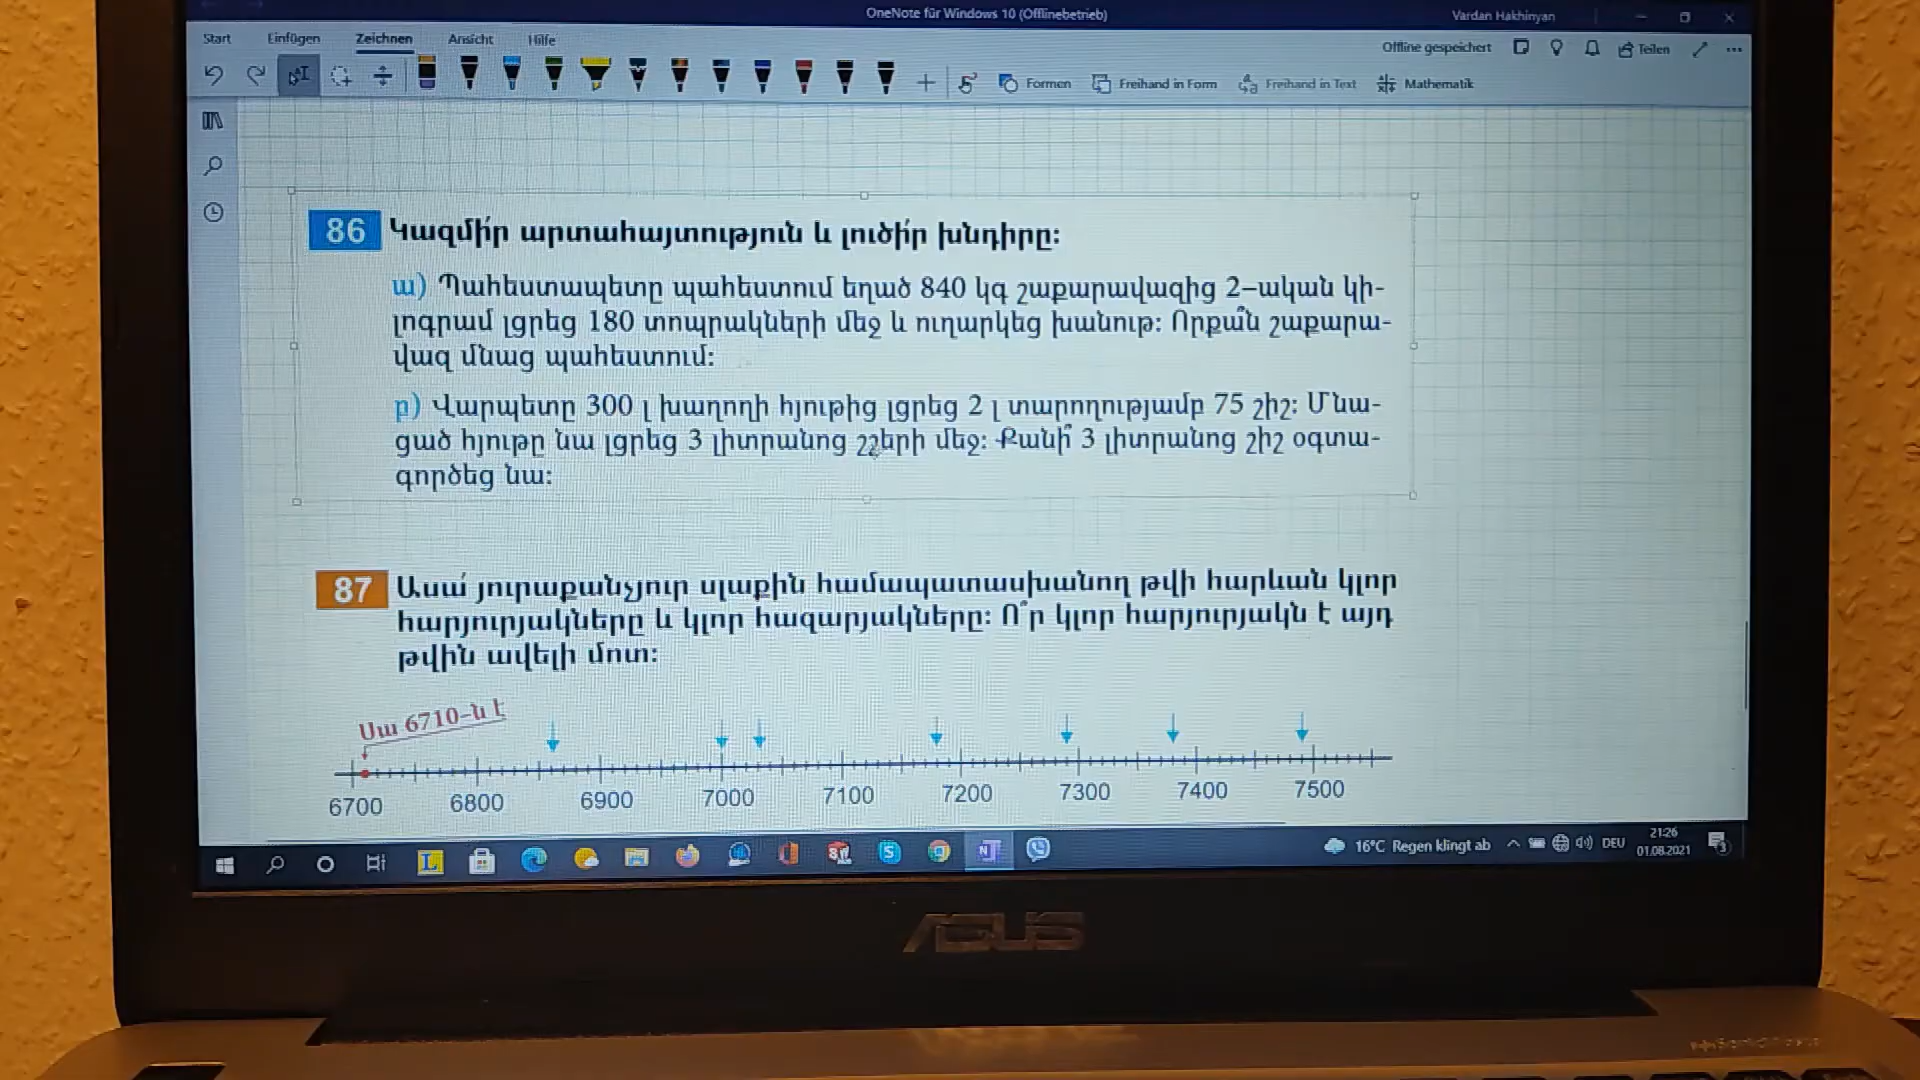 OneNote für Windows 10 (Offlinebetrieb)
Vardan Hakhinyan
Start Einfügen Zeichnen Ansicht Hilfe
Offline gespeichert Teilen
Formen Freihand in Form Freihand in Text Mathematik
86 Կազմի՛ր արտահայտություն և լուծի՛ր խնդիրը։
ա) Պահեստապետը պահեստում եղած 840 կգ շաքարավազից 2–ական կի-
լոգրամ լցրեց 180 տոպրակների մեջ և ուղարկեց խանութ։ Որքա՞ն շաքարա-
վազ մնաց պահեստում։
բ) Վարպետը 300 լ խաղողի հյութից լցրեց 2 լ տարողությամբ 75 շիշ։ Մնա-
ցած հյութը նա լցրեց 3 լիտրանոց շշերի մեջ։ Քանի՞ 3 լիտրանոց շիշ օգտա-
գործեց նա։
87 Ասա՛ յուրաքանչյուր սլաքին համապատասխանող թվի հարևան կլոր
հարյուրյակները և կլոր հազարյակները։ Ո՞ր կլոր հարյուրյակն է այդ
թվին ավելի մոտ։
Սա 6710–ն է
6700 6800 6900 7000 7100 7200 7300 7400 7500
16°C Regen klingt ab
DEU
21:26
01.08.2021
ASUS